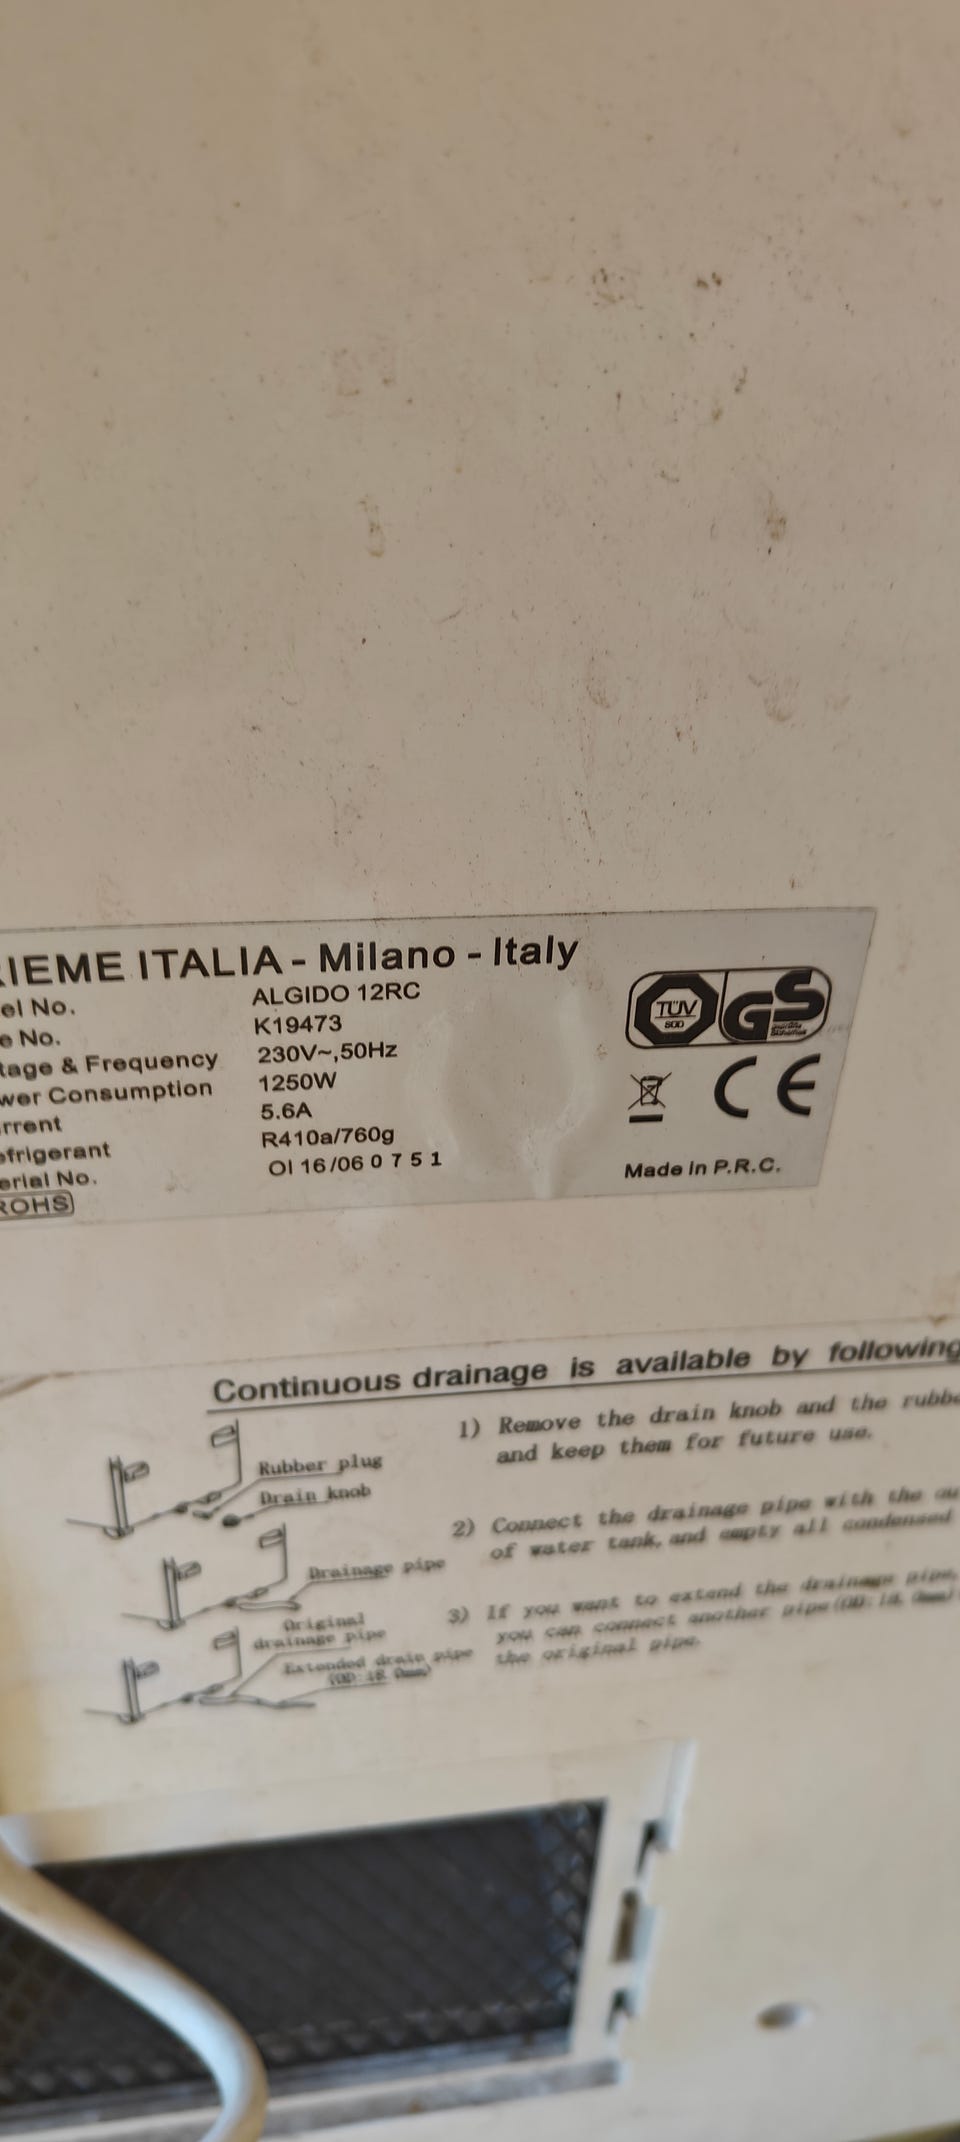 RIEME ITALIA - Milano - Italy
el No. ALGIDO 12RC
e No. K19473
tage & Frequency 230V~,50Hz
wer Consumption 1250W
rrent 5.6A
efrigerant R410a/760g
erial No. OI 16/06 0 7 5 1
ROHS
TÜV
SÜD
GS
CE
Made in P.R.C.
Continuous drainage is available by following
Rubber plug
Drain knob
Drainage pipe
Original
drainage pipe
Extended drain pipe
1) Remove the drain knob and the rubbe
and keep them for future use.
2) Connect the drainage pipe with the ou
of water tank, and empty all condensed
3) If you want to extend the drainage pipe,
you can connect another pipe
the original pipe.